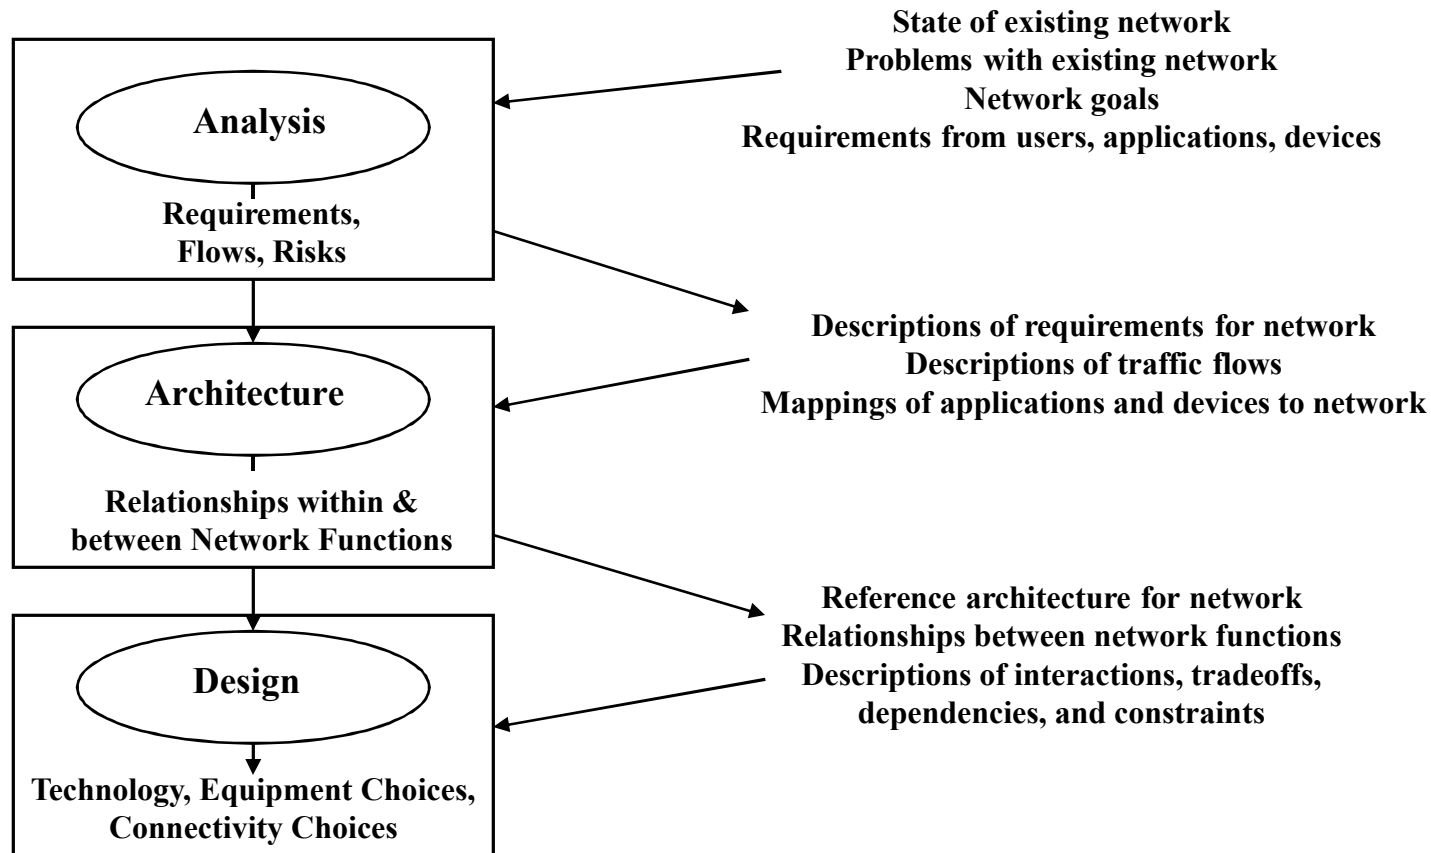 State of existing network
Problems with existing network
Network goals
Requirements from users, applications, devices
Analysis
Requirements,
Flows, Risks
Descriptions of requirements for network
Descriptions of traffic flows
Mappings of applications and devices to network
Architecture
Relationships within &
between Network Functions
Reference architecture for network
Relationships between network functions
Descriptions of interactions, tradeoffs,
dependencies, and constraints
Design
Technology, Equipment Choices,
Connectivity Choices